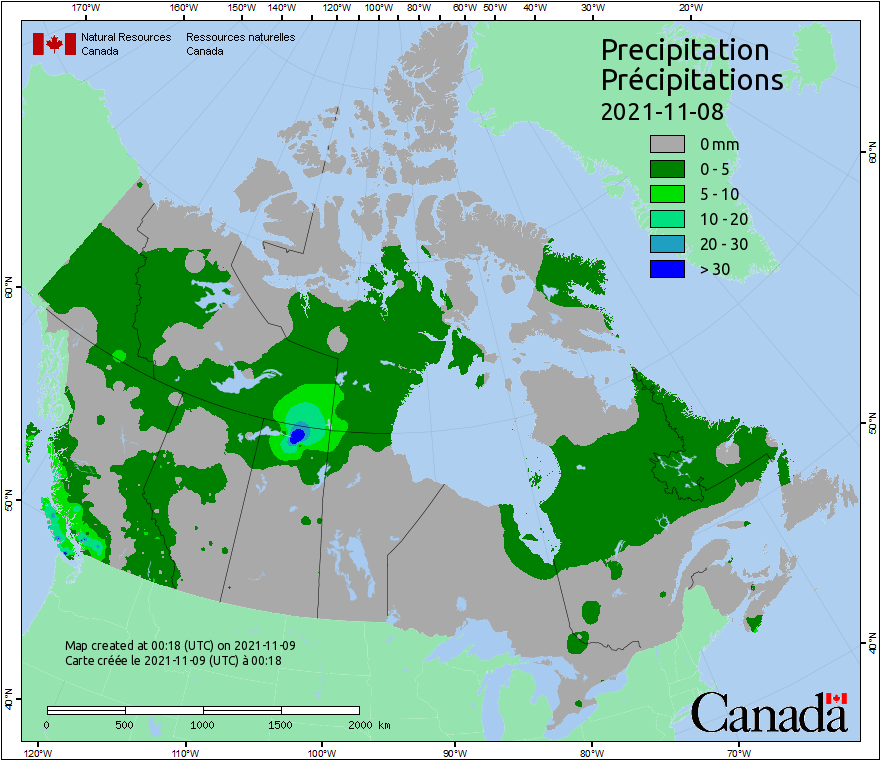 170°W 160°W 150°W 140°W 130°W 120°W 110°W 100°W 90°W 80°W 70°W 60°W 50°W 40°W 30°W 20°W
Natural Resources Canada
Ressources naturelles Canada
Precipitation
Précipitations
2021-11-08
0 mm
0 - 5
5 - 10
10 - 20
20 - 30
> 30
60°N
50°N
40°N
60°N
50°N
40°N
Map created at 00:18 (UTC) on 2021-11-09
Carte créée le 2021-11-09 (UTC) à 00:18
0 500 1000 1500 2000 km
Canada
120°W 110°W 100°W 90°W 80°W 70°W